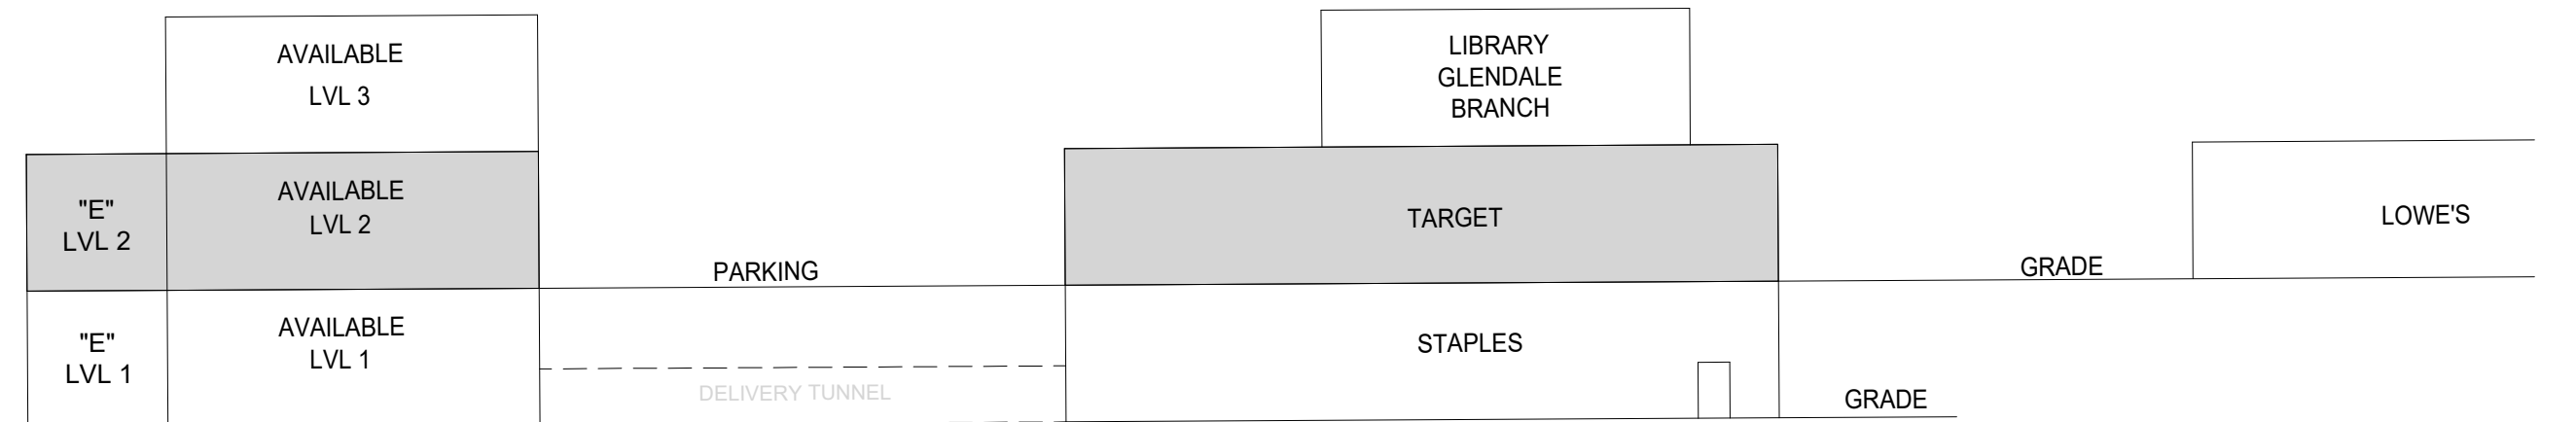 AVAILABLE
LVL 3
LIBRARY
GLENDALE
BRANCH
"E"
LVL 2
AVAILABLE
LVL 2
TARGET
LOWE'S
PARKING
GRADE
"E"
LVL 1
AVAILABLE
LVL 1
STAPLES
DELIVERY TUNNEL
GRADE